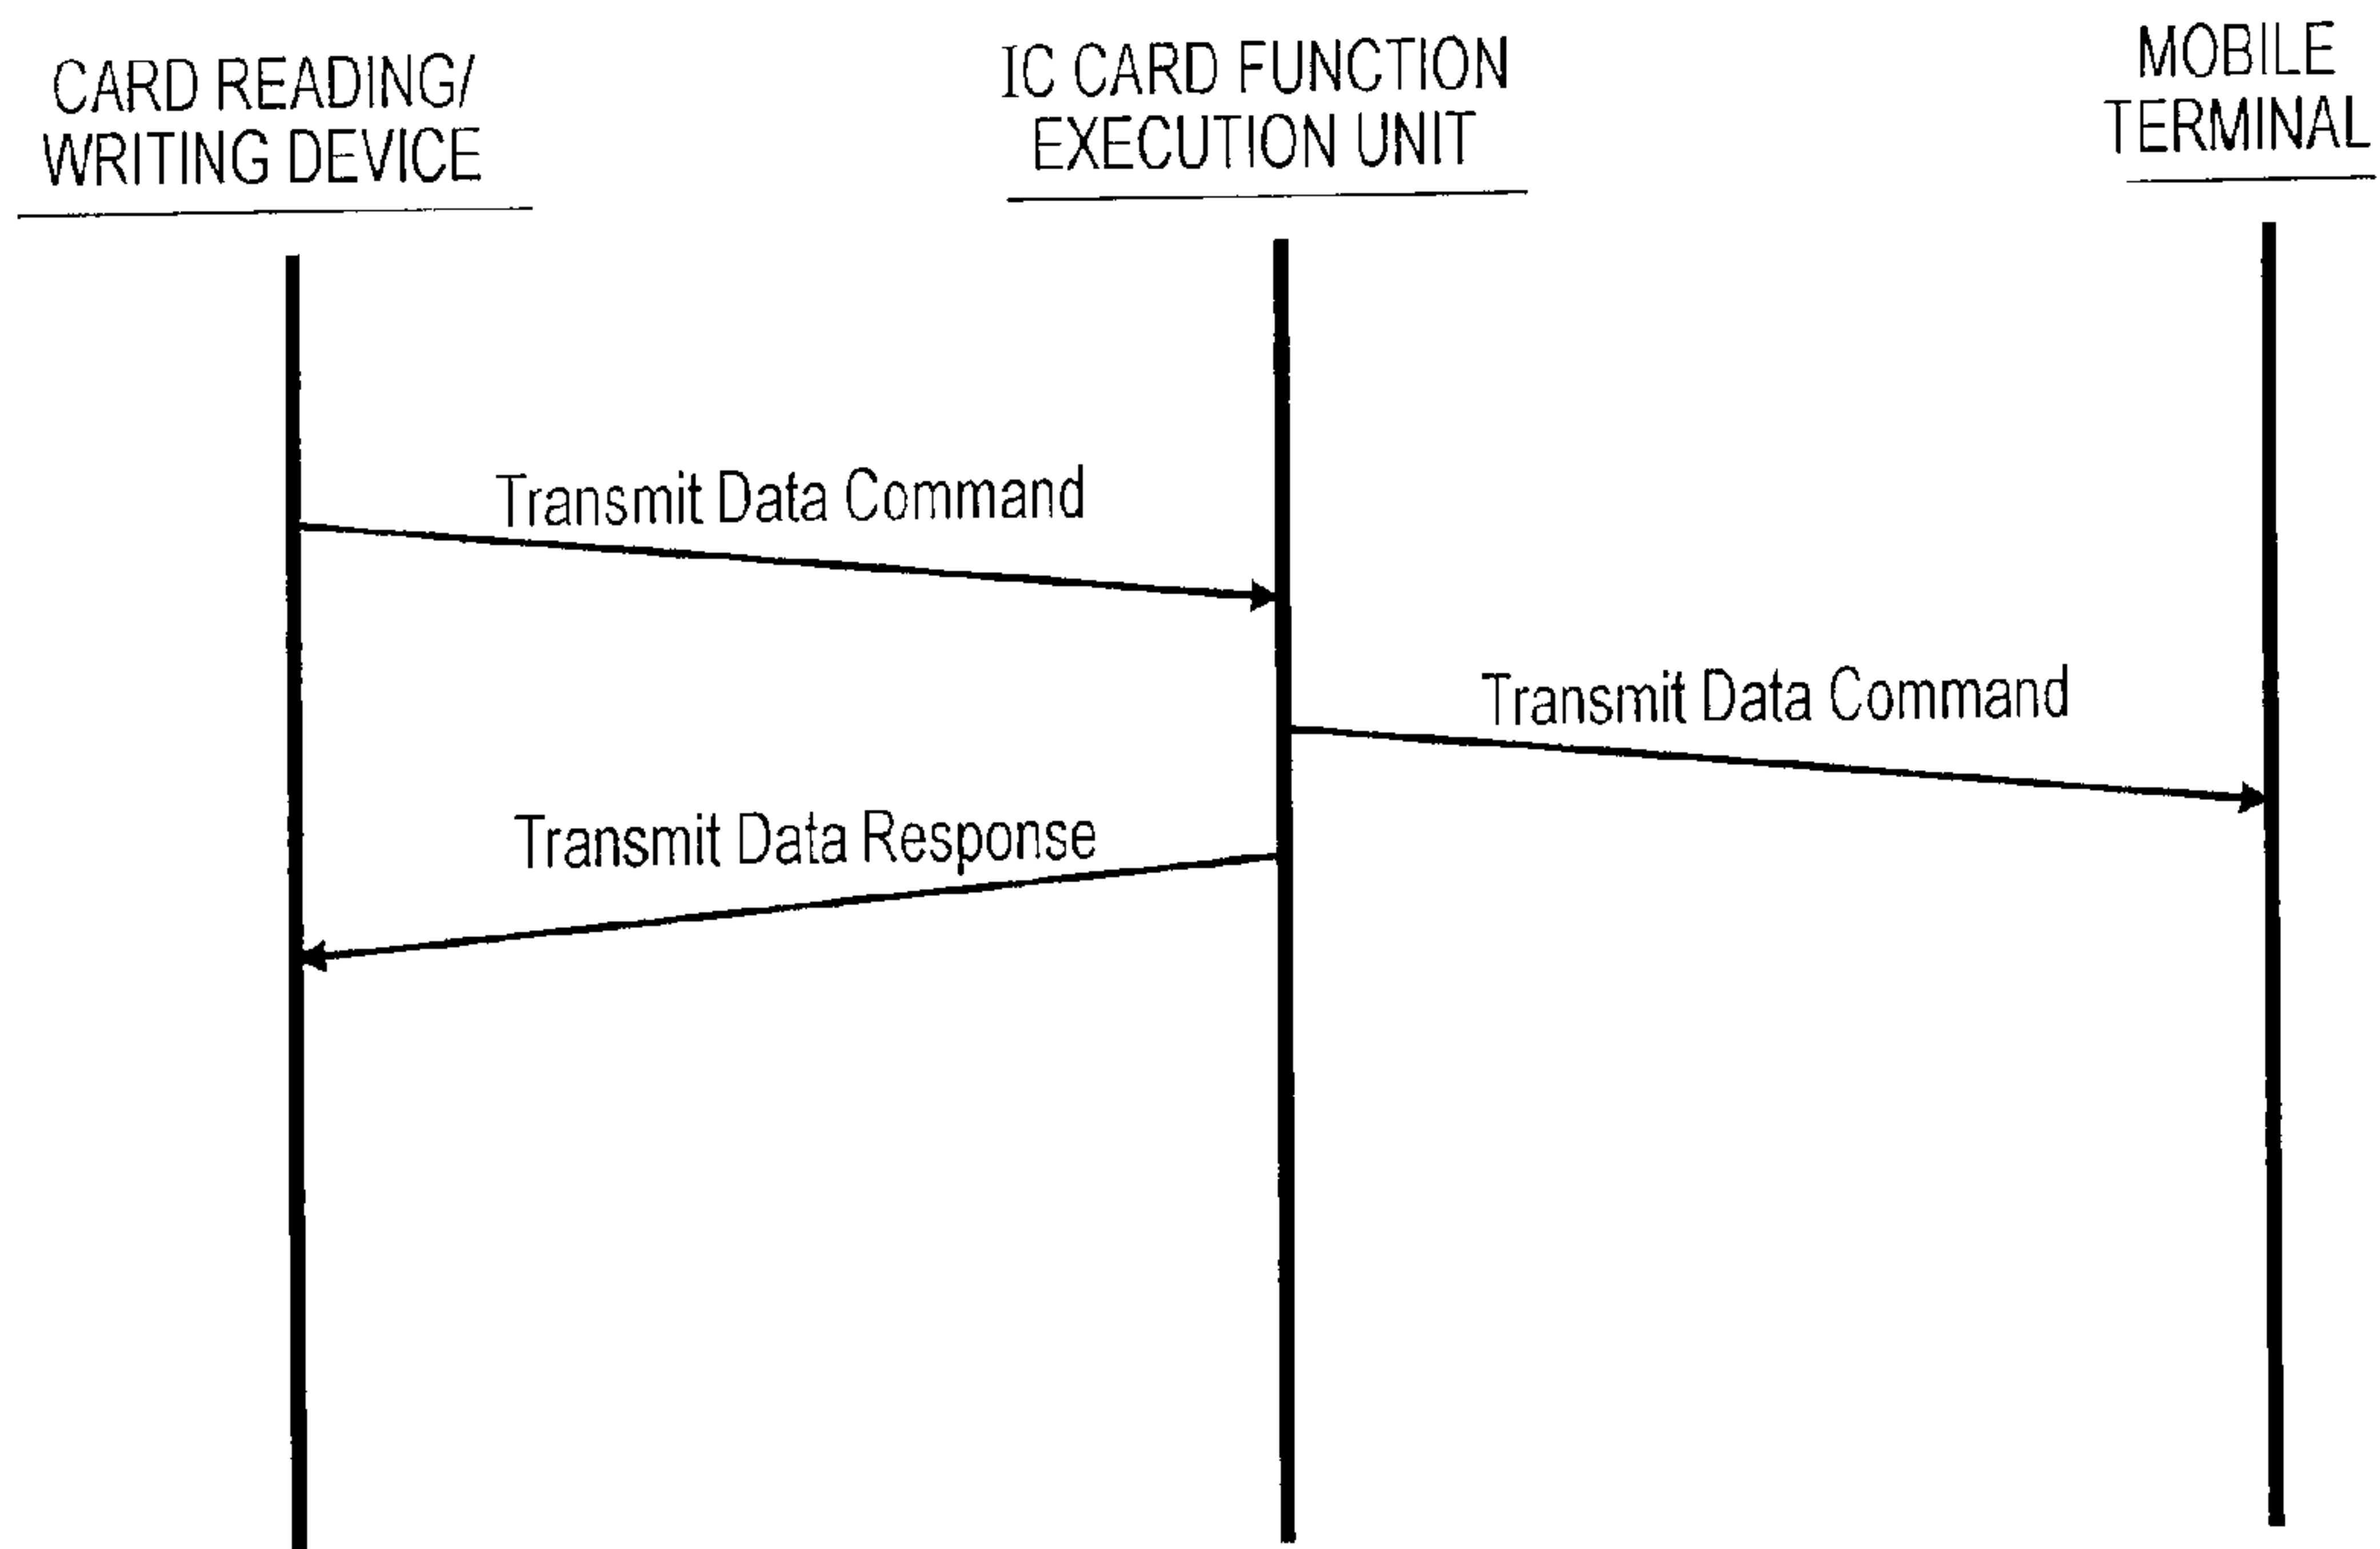 CARD READING/
WRITING DEVICE
IC CARD FUNCTION
EXECUTION UNIT
MOBILE
TERMINAL
Transmit Data Command
Transmit Data Command
Transmit Data Response